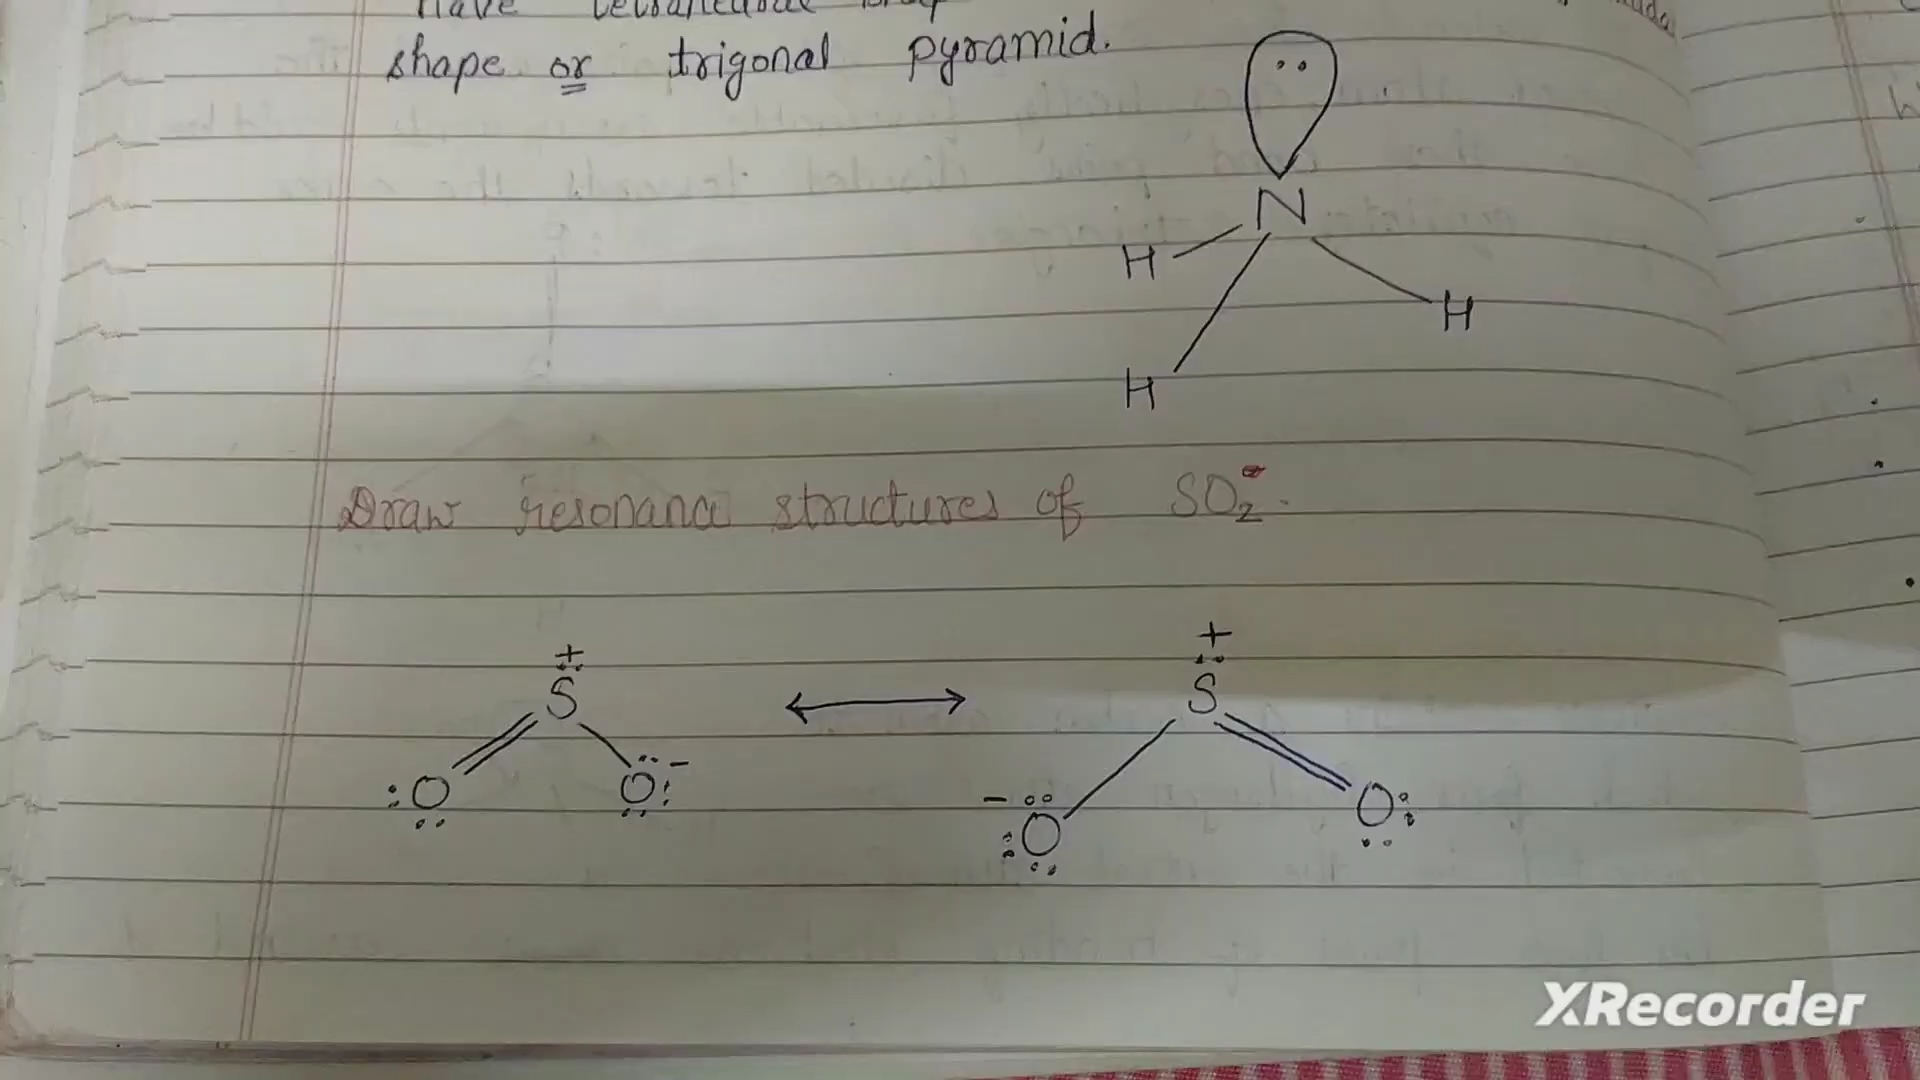 shape or trigonal pyramid.
N
H
H
H
Draw resonance structures of SO2.
+ +
S S
O O - - O O
XRecorder